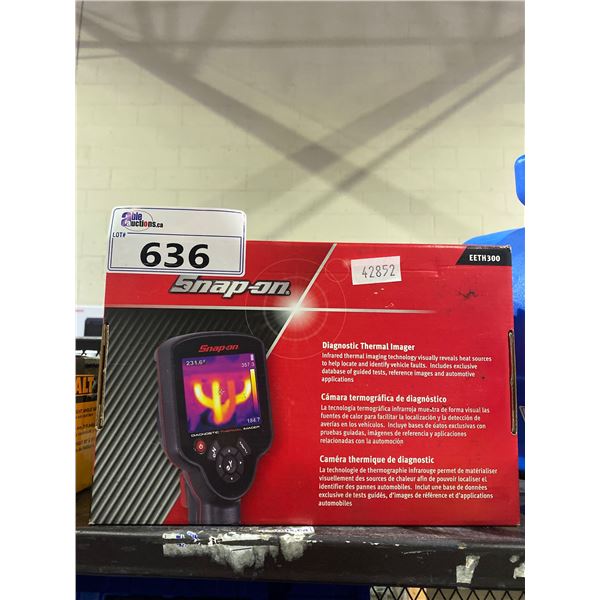 Able
Auctions.ca
LOT#
636
Snap-on
42852
EETH300
Diagnostic Thermal Imager
Infrared thermal imaging technology visually reveals heat sources
to help locate and identify vehicle faults. Includes exclusive
database of guided tests, reference images and automotive
applications
Cámara termográfica de diagnóstico
La tecnología termográfica infrarroja muestra de forma visual las
fuentes de calor para facilitar la localización y la detección de
averías en los vehículos. Incluye bases de datos exclusivas con
pruebas guiadas, imágenes de referencia y aplicaciones
relacionadas con la automoción
Caméra thermique de diagnostic
La technologie de thermographie infrarouge permet de matérialiser
visuellement des sources de chaleur afin de pouvoir localiser et
identifier des pannes automobiles. Inclut une base de données
exclusive de tests guidés, d'images de référence et d'applications
automobiles
Snap-on
231.6°
357.3
184.7
DIAGNOSTIC THERMAL IMAGER
ALT